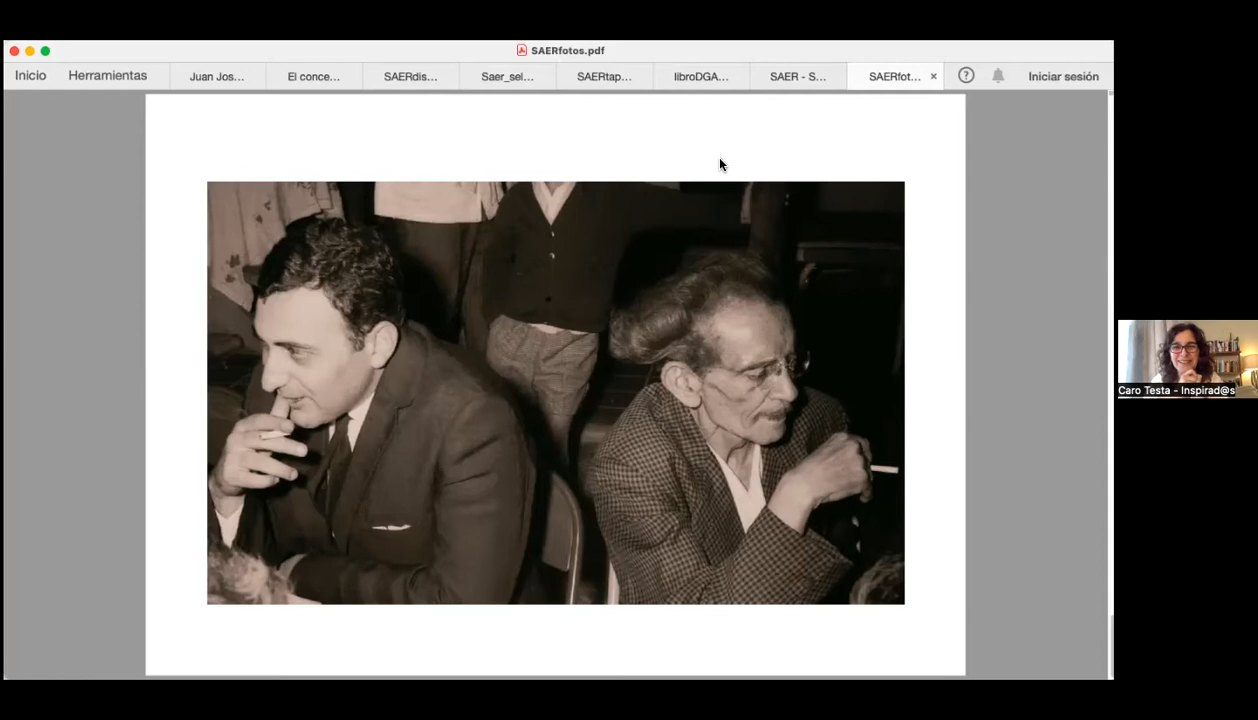 SAERfotos.pdf
Inicio Herramientas Juan Jos... El conce... SAERdis... Saer_sel... SAERtap... libroDGA... SAER - S... SAERfot... × ? Iniciar sesión
Caro Testa - Inspirad@s